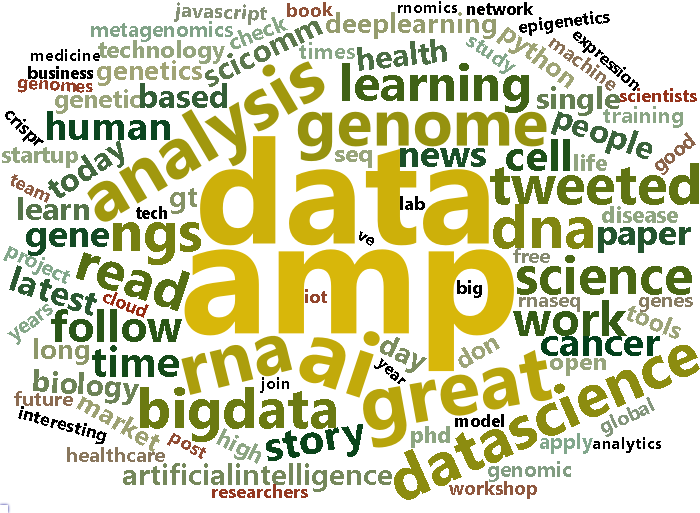 javascript
book
rnomics
network
metagenomics
check
deeplearning
epigenetics
scicomm
python
expression
medicine
technology
times
health
study
machine
business
genetics
genomes
genetic
based
analysis
learning
single
scientists
crispr
human
genome
people
training
startup
today
seq
news
cell
life
good
team
data
tweeted
learn
tech
gt
lab
disease
gene
ngs
ve
dna
paper
project
read
amp
free
science
latest
cloud
iot
big
rnaseq
genes
years
follow
work
tools
long
time
rna
ai
day
don
cancer
year
open
biology
join
great
datascience
future
market
bigdata
model
global
interesting
post
high
story
phd
apply
analytics
healthcare
artificialintelligence
genomic
researchers
workshop